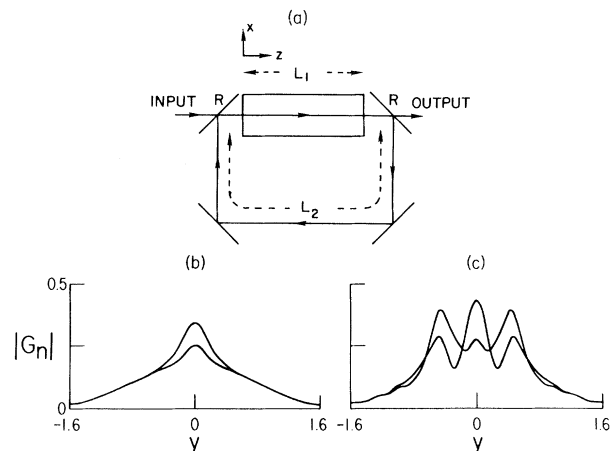 (a)
x
z
L₁
INPUT R R OUTPUT
L₂
(b) (c)
0.5
|Gn|
0
-1.6 0 1.6 -1.6 0 1.6
y y